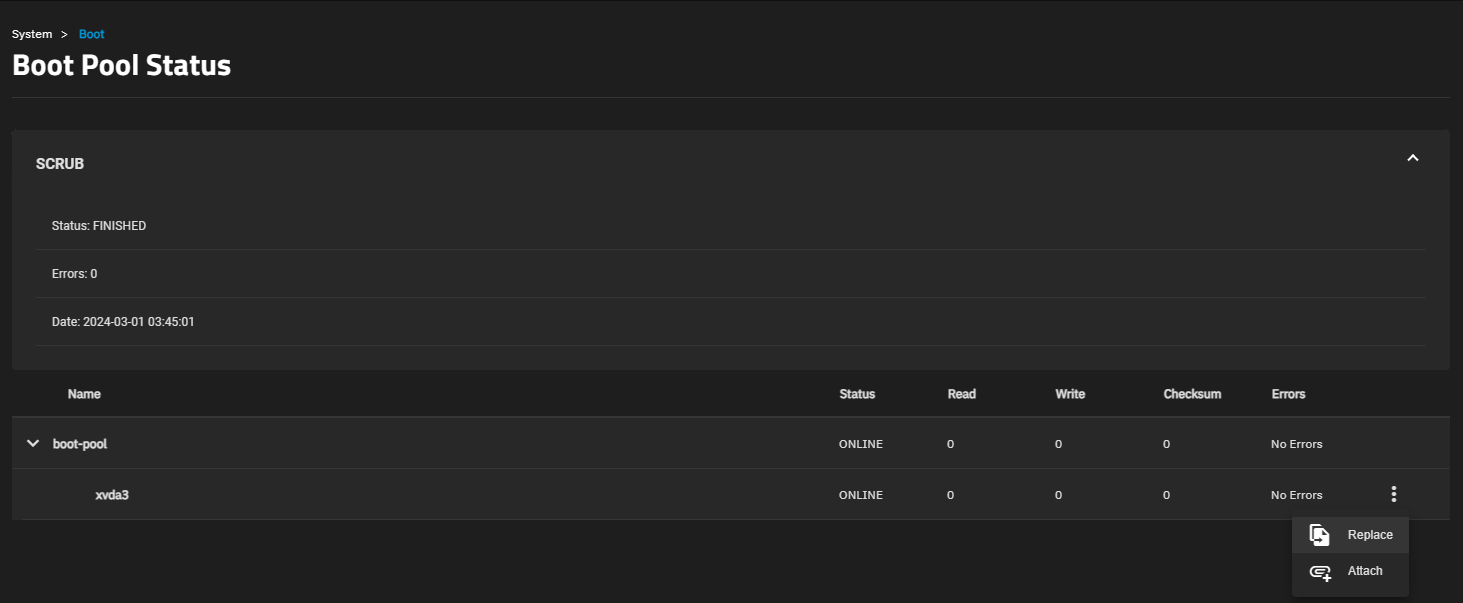 System > Boot
Boot Pool Status
SCRUB
Status: FINISHED
Errors: 0
Date: 2024-03-01 03:45:01
Name Status Read Write Checksum Errors
boot-pool ONLINE 0 0 0 No Errors
xvda3 ONLINE 0 0 0 No Errors
Replace
Attach